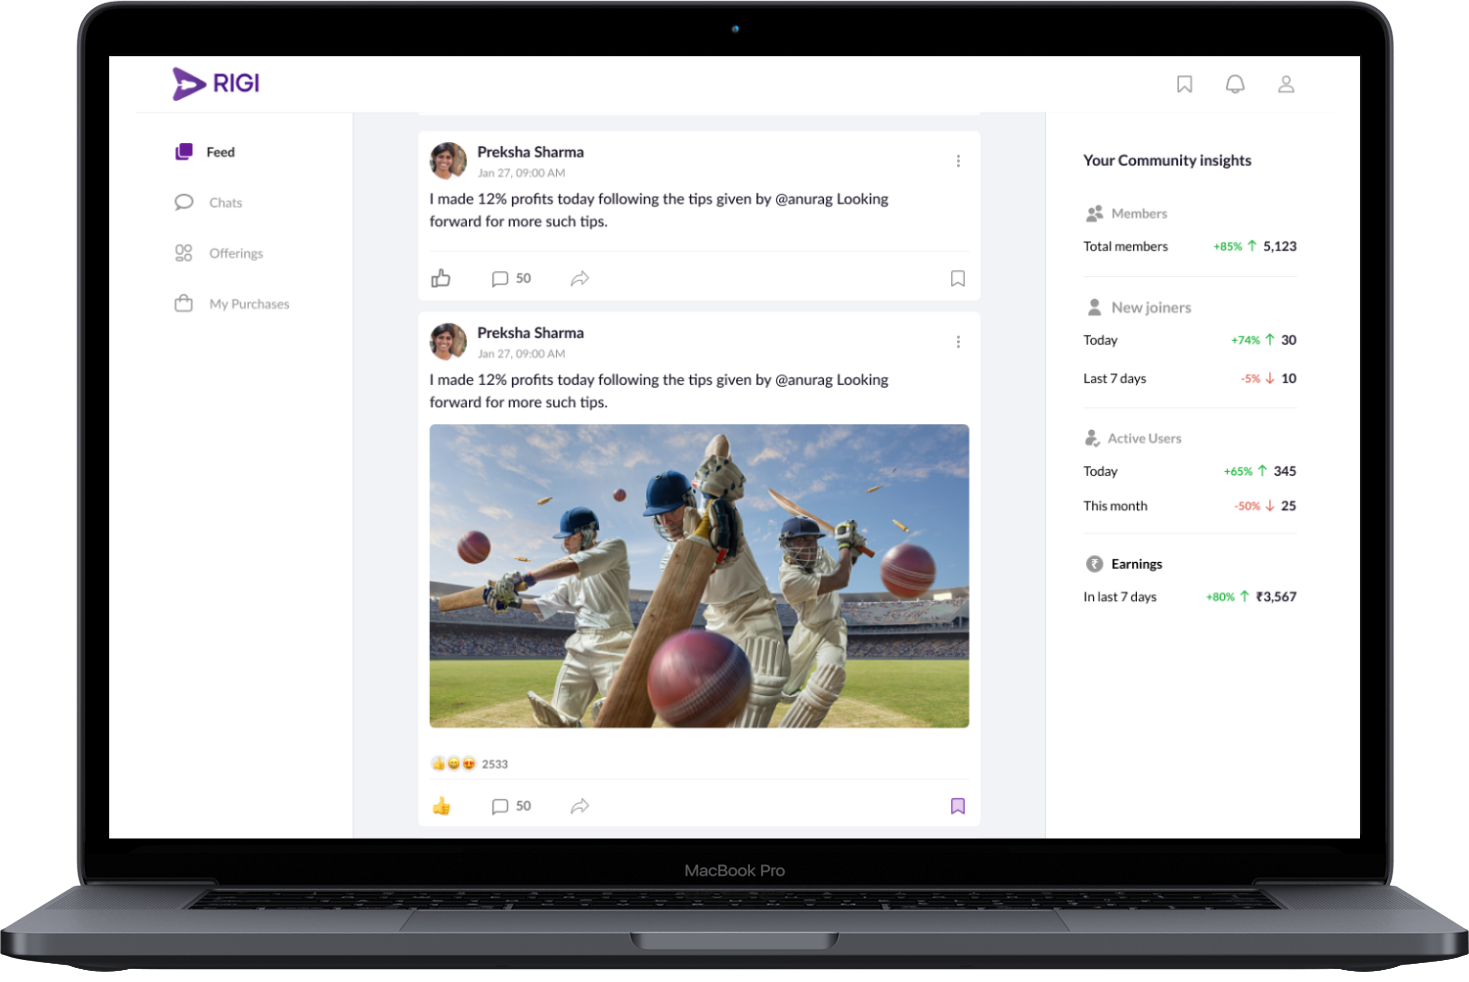 RIGI
Feed
Chats
Offerings
My Purchases
Preksha Sharma
Jan 27, 09:00 AM
I made 12% profits today following the tips given by @anurag Looking
forward for more such tips.
50
Preksha Sharma
Jan 27, 09:00 AM
I made 12% profits today following the tips given by @anurag Looking
forward for more such tips.
2533
50
Your Community insights
Members
Total members +85% ↑ 5,123
New joiners
Today +74% ↑ 30
Last 7 days -5% ↓ 10
Active Users
Today +65% ↑ 345
This month -50% ↓ 25
₹ Earnings
In last 7 days +80% ↑ ₹3,567
MacBook Pro